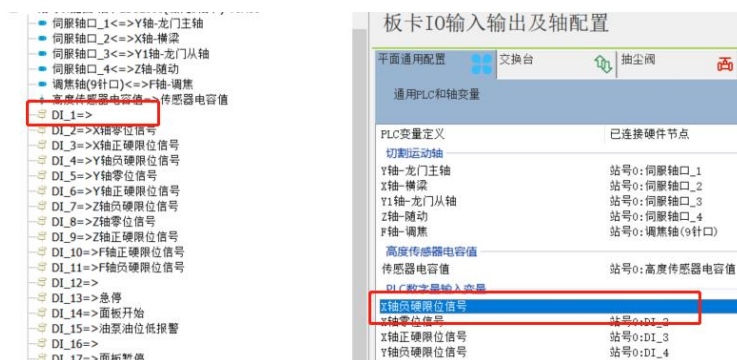 伺服轴口_1<=>Y轴-龙门主轴
伺服轴口_2<=>X轴-横梁
伺服轴口_3<=>Y1轴-龙门从轴
伺服轴口_4<=>Z轴-随动
调焦轴(9针口)<=>F轴-调焦
高度传感器电容值=>传感器电容值
DI_1=>
DI_2=>X轴零位信号
DI_3=>X轴正硬限位信号
DI_4=>Y轴负硬限位信号
DI_5=>Y轴零位信号
DI_6=>Y轴正硬限位信号
DI_7=>Z轴负硬限位信号
DI_8=>Z轴零位信号
DI_9=>Z轴正硬限位信号
DI_10=>F轴正硬限位信号
DI_11=>F轴负硬限位信号
DI_12=>
DI_13=>急停
DI_14=>面板开始
DI_15=>油泵油位低报警
DI_16=>
DI_17=>面板暂停
板卡IO输入输出及轴配置
平面通用配置 交换台 抽尘阀
通用PLC和轴变量
PLC变量定义 已连接硬件节点
切割运动轴
Y轴-龙门主轴 站号0:伺服轴口_1
X轴-横梁 站号0:伺服轴口_2
Y1轴-龙门从轴 站号0:伺服轴口_3
Z轴-随动 站号0:伺服轴口_4
F轴-调焦 站号0:调焦轴(9针口)
高度传感器电容值
传感器电容值 站号0:高度传感器电容值
PLC数字量输入变量
X轴负硬限位信号
X轴零位信号 站号0:DI_2
X轴正硬限位信号 站号0:DI_3
Y轴负硬限位信号 站号0:DI_4